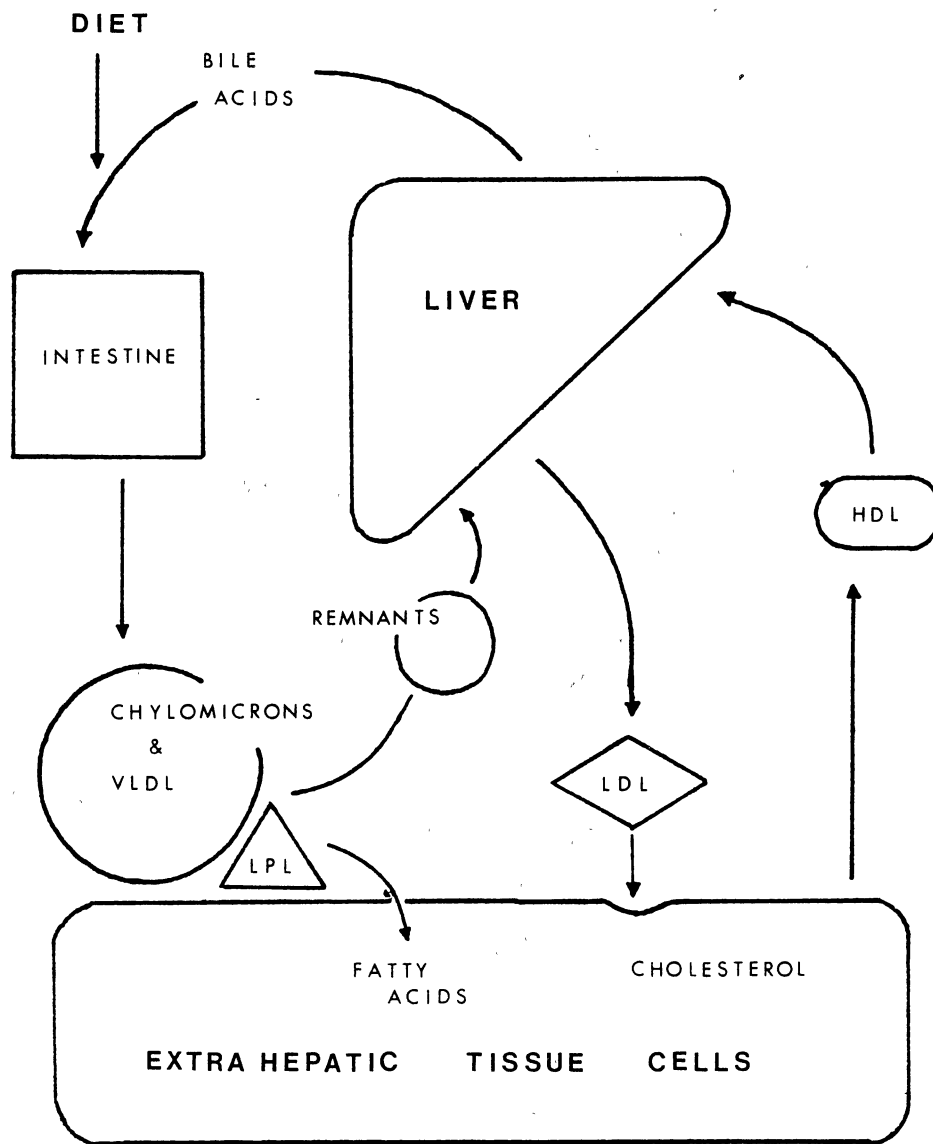 DIET
BILE
ACIDS
LIVER
INTESTINE
HDL
REMNANTS
CHYLOMICRONS
&
VLDL
LDL
LPL
FATTY
ACIDS
CHOLESTEROL
EXTRA HEPATIC TISSUE CELLS